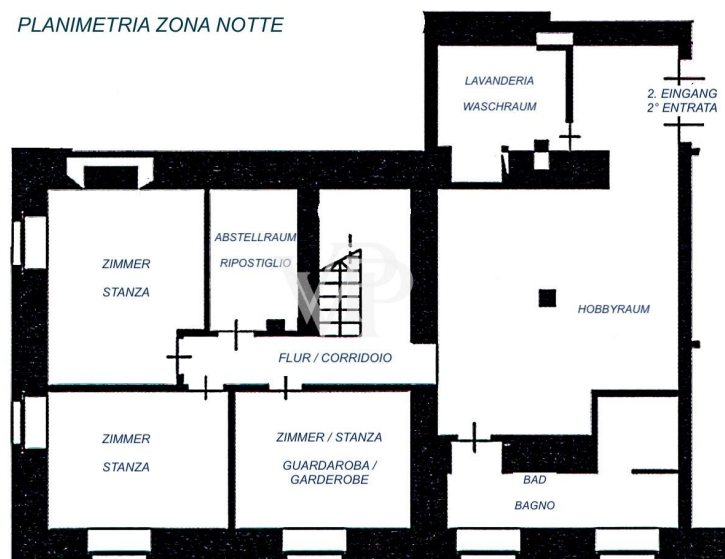 PLANIMETRIA ZONA NOTTE
LAVANDERIA
WASCHRAUM
2. EINGANG
2° ENTRATA
ABSTELLRAUM
RIPOSTIGLIO
ZIMMER
STANZA
HOBBYRAUM
FLUR / CORRIDOIO
ZIMMER
STANZA
ZIMMER / STANZA
GUARDAROBA /
GARDEROBE
BAD
BAGNO
VPP